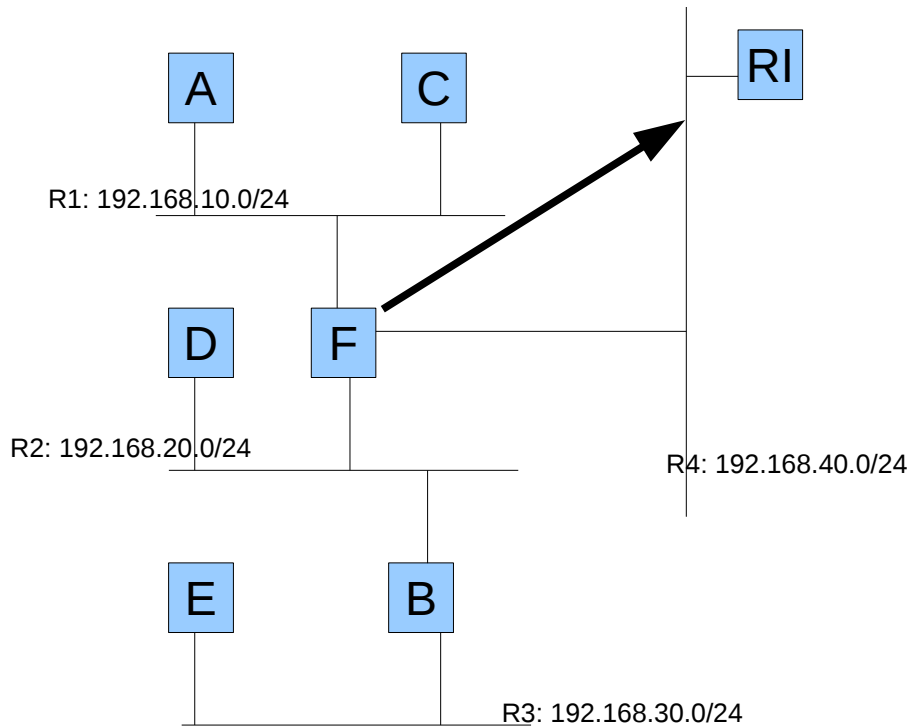 A
C
RI
R1: 192.168.10.0/24
D
F
R2: 192.168.20.0/24
R4: 192.168.40.0/24
E
B
R3: 192.168.30.0/24